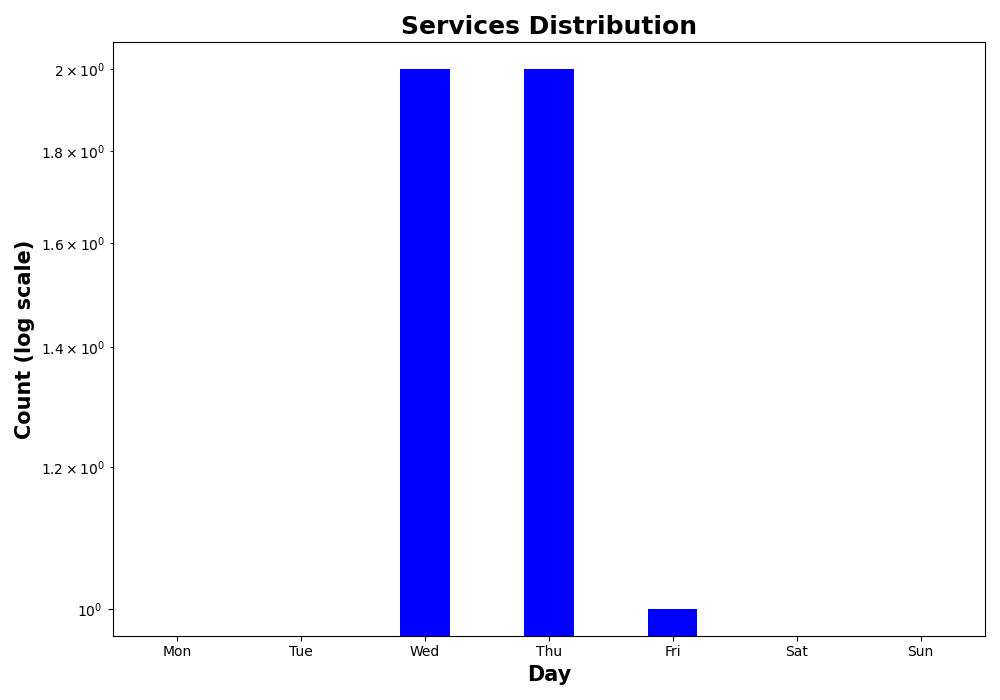 Services Distribution
Count (log scale)
2 × 10⁰
1.8 × 10⁰
1.6 × 10⁰
1.4 × 10⁰
1.2 × 10⁰
10⁰
Mon Tue Wed Thu Fri Sat Sun
Day